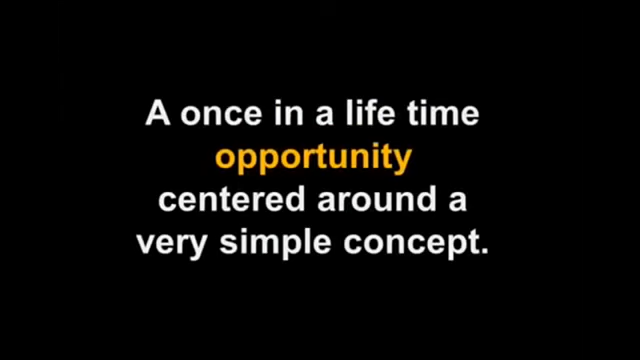 A once in a life time
opportunity
centered around a
very simple concept.